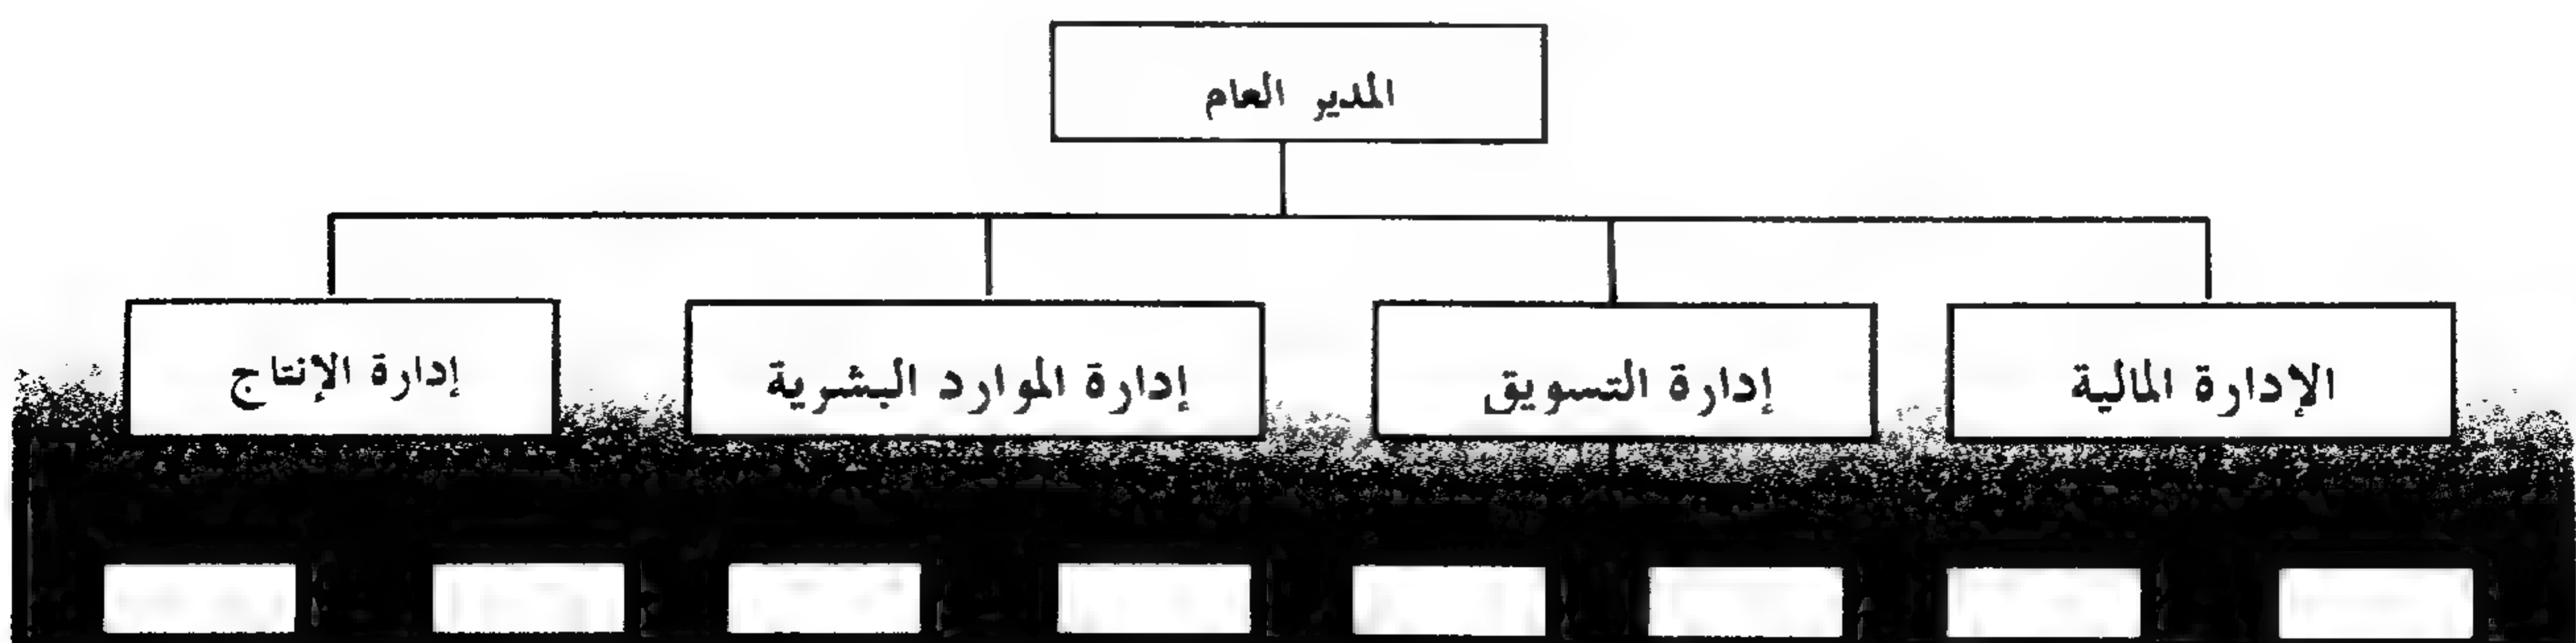 المدير العام
الإدارة المالية
إدارة التسويق
إدارة الموارد البشرية
إدارة الإنتاج